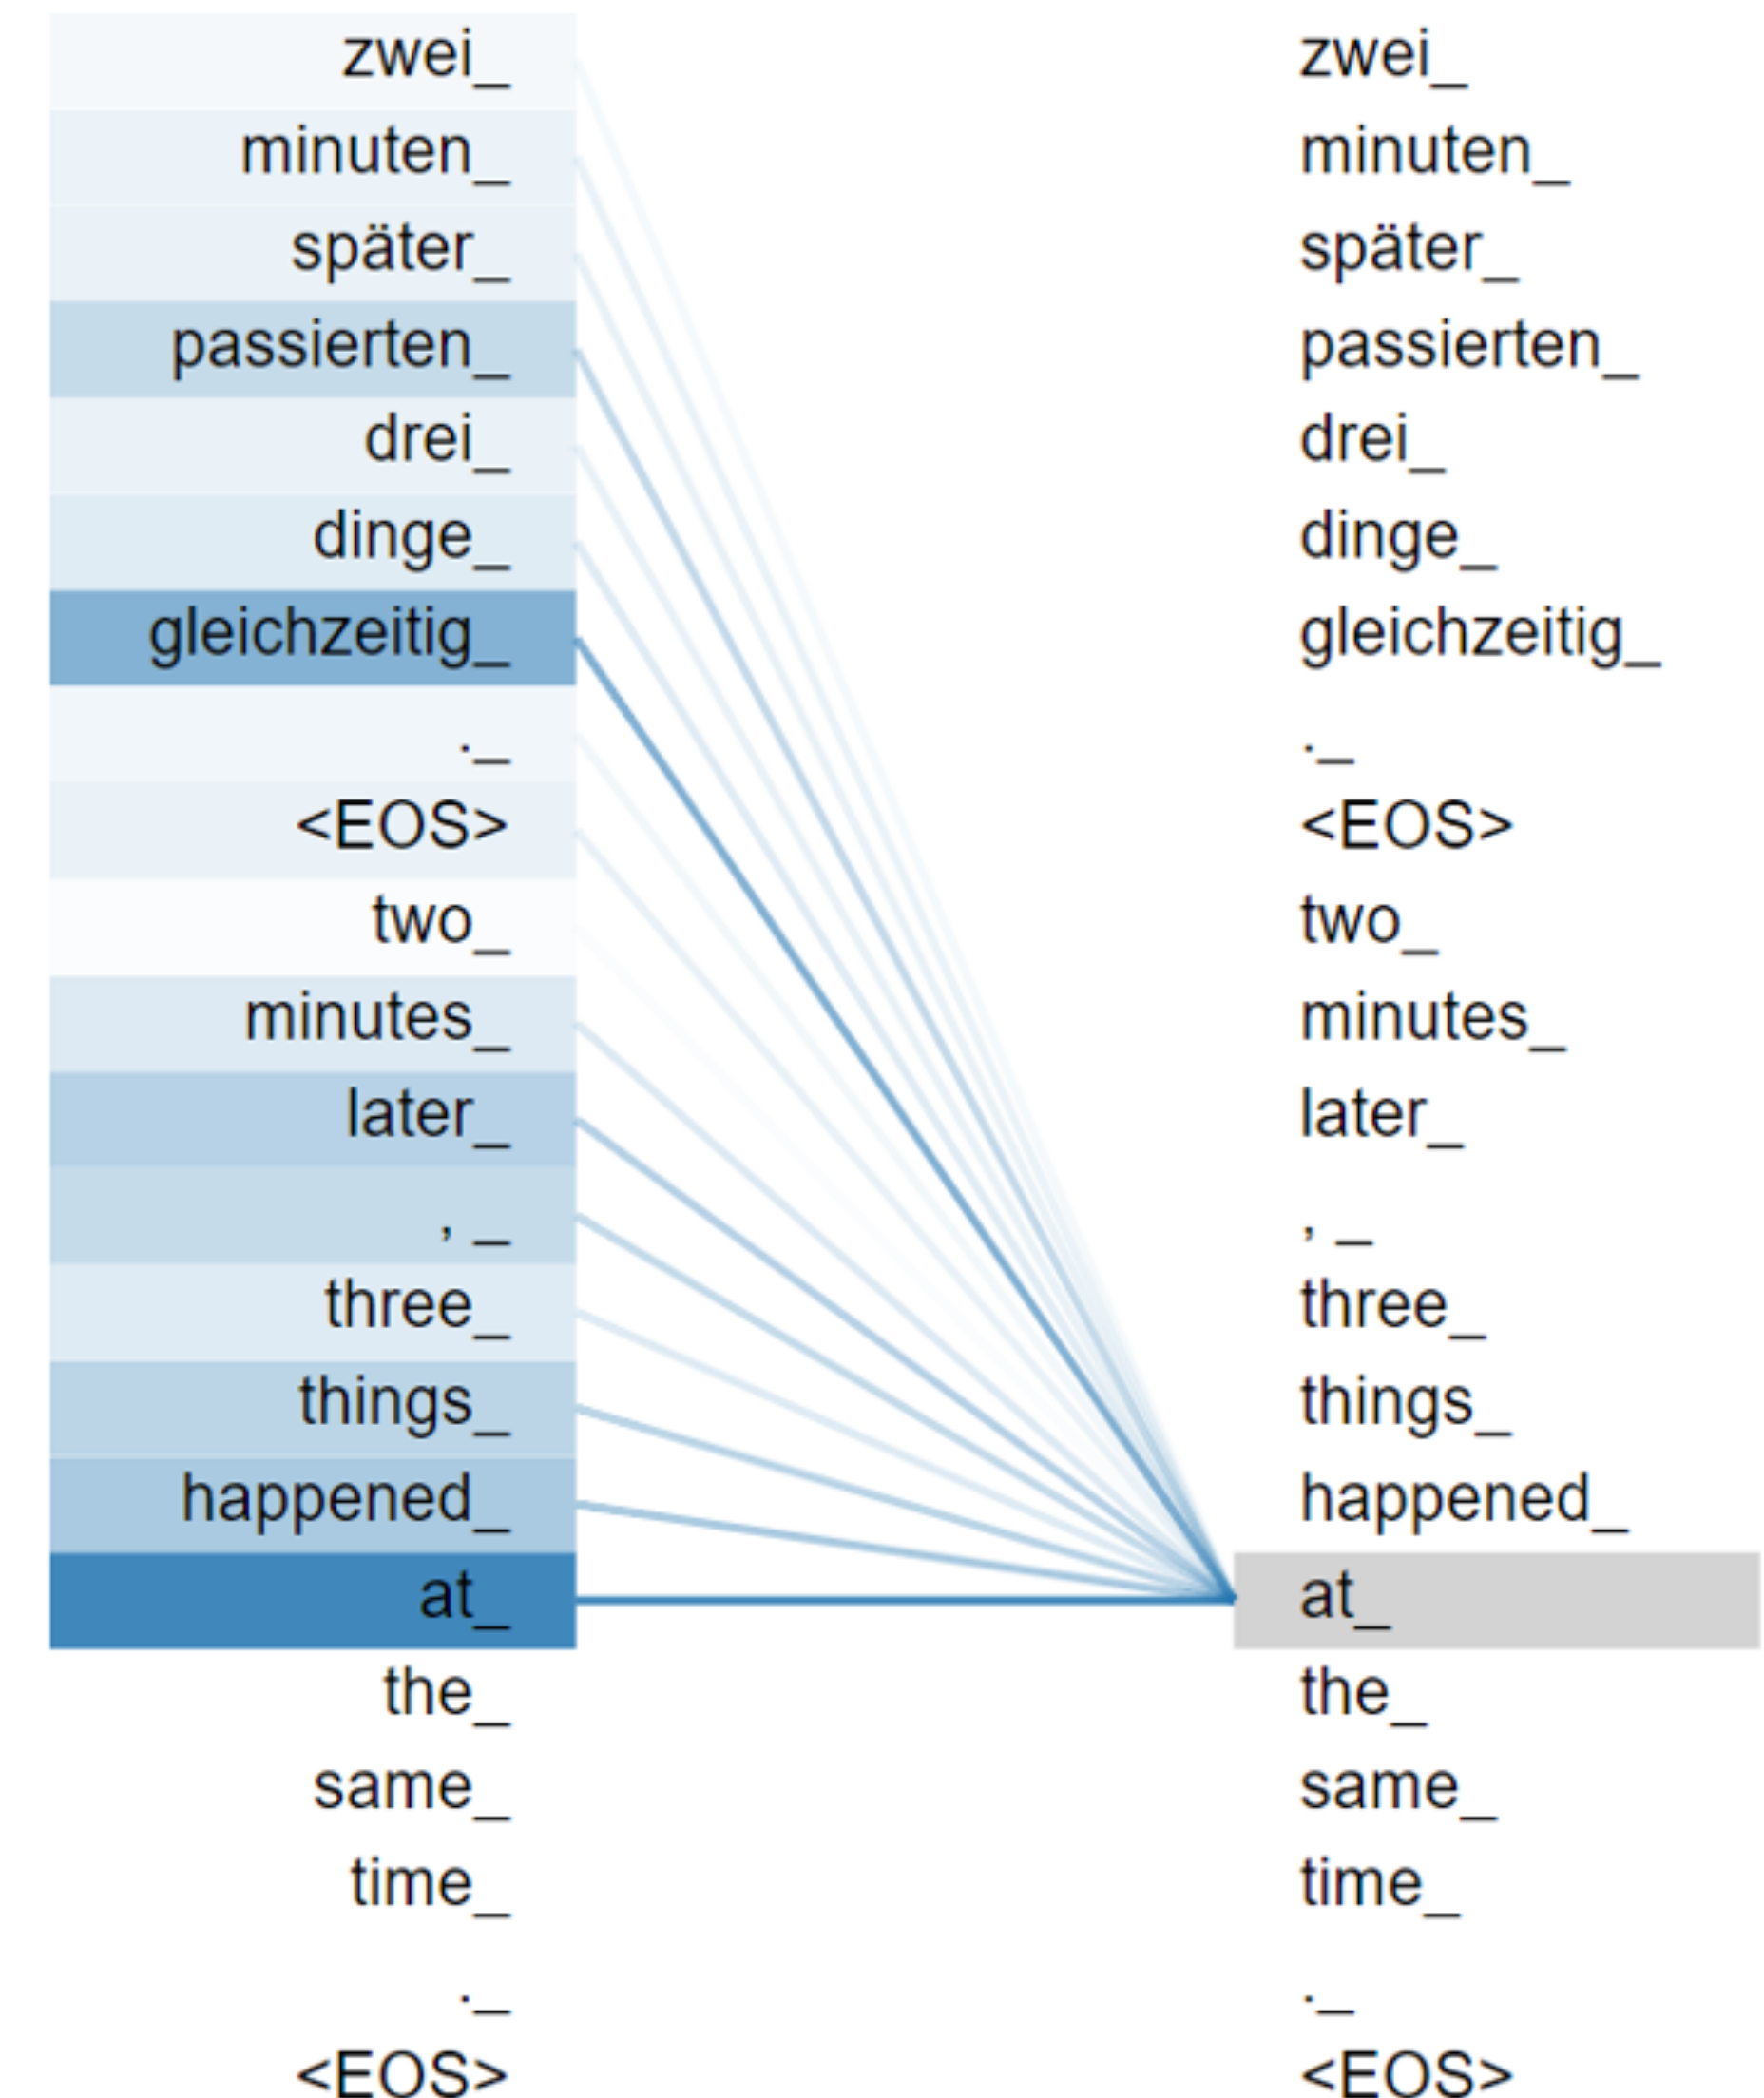 zwei_ zwei_
minuten_ minuten_
später_ später_
passierten_ passierten_
drei_ drei_
dinge_ dinge_
gleichzeitig_ gleichzeitig_
._ ._
<EOS> <EOS>
two_ two_
minutes_ minutes_
later_ later_
, _ , _
three_ three_
things_ things_
happened_ happened_
at_ at_
the_ the_
same_ same_
time_ time_
._ ._
<EOS> <EOS>